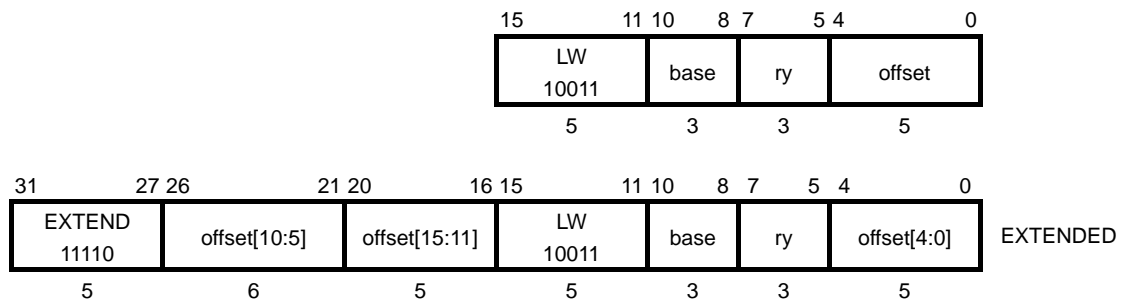 15 11 10 8 7 5 4 0
LW base ry offset
10011
5 3 3 5
31 27 26 21 20 16 15 11 10 8 7 5 4 0
EXTEND offset[10:5] offset[15:11] LW base ry offset[4:0] EXTENDED
11110 10011
5 6 5 5 3 3 5